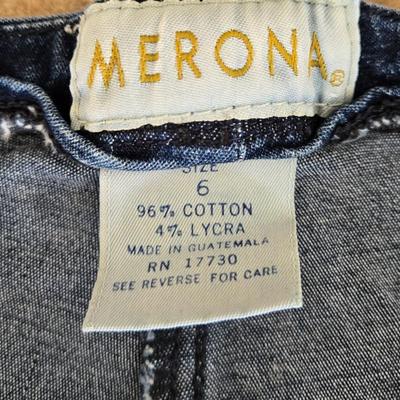 MERONA®
SIZE
6
96% COTTON
4% LYCRA
MADE IN GUATEMALA
RN 17730
SEE REVERSE FOR CARE